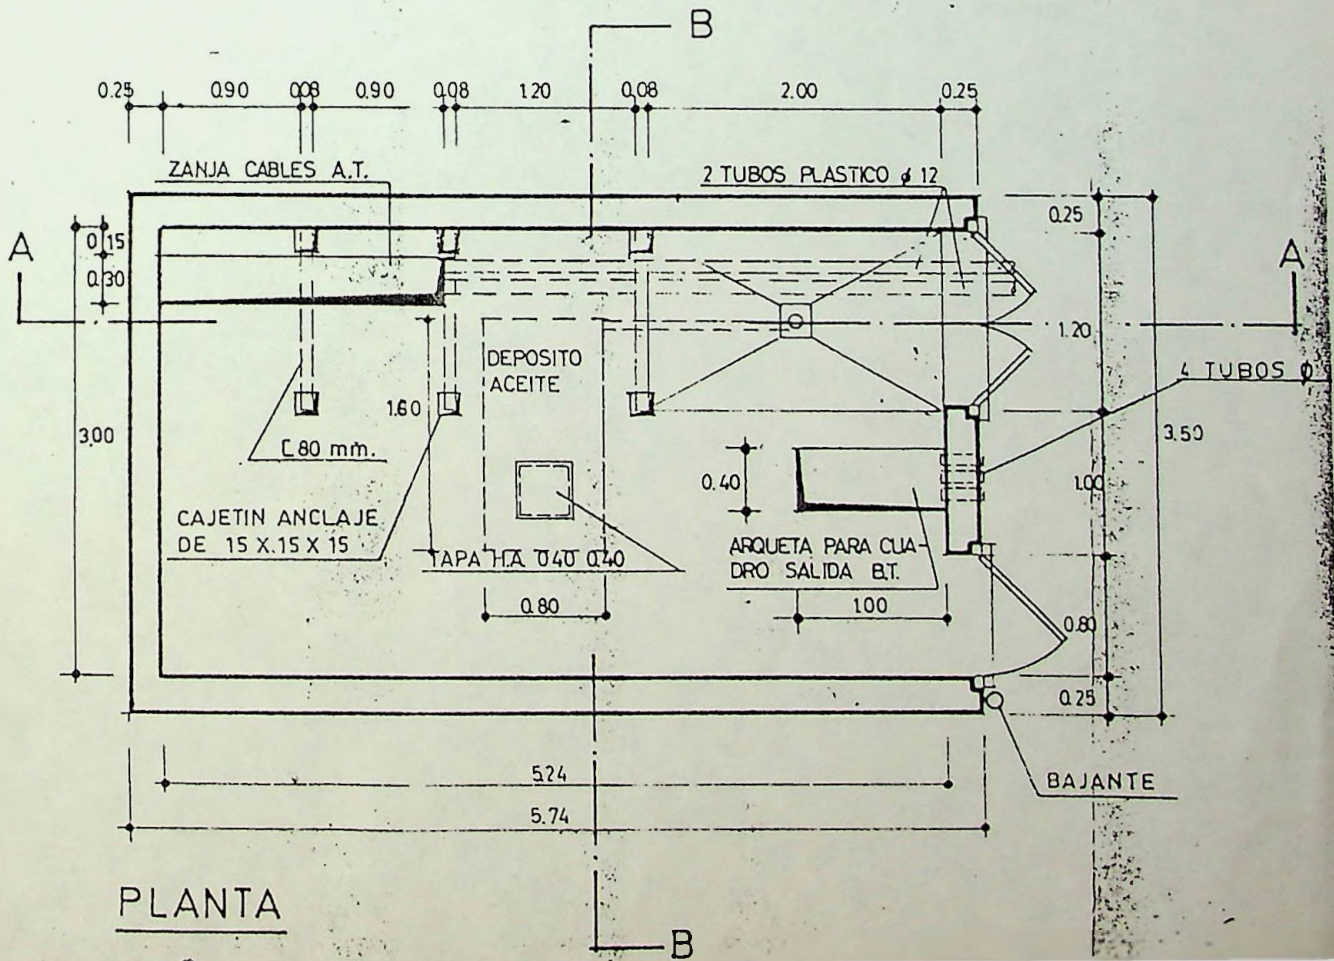 B
0.25 0.90 0.08 0.90 0.08 1.20 0.08 2.00 0.25
ZANJA CABLES A.T.
2 TUBOS PLASTICO ø 12
0.25
A
0.15
0.30
A
1.20
DEPOSITO
ACEITE
4 TUBOS ø
1.60
3.00
3.50
[ 80 mm.
0.40
1.00
CAJETIN ANCLAJE
DE 15 X 15 X 15
TAPA H.A. 0.40 0.40
ARQUETA PARA CUA-
DRO SALIDA B.T.
0.80
1.00
0.80
0.25
5.24
BAJANTE
5.74
PLANTA
B